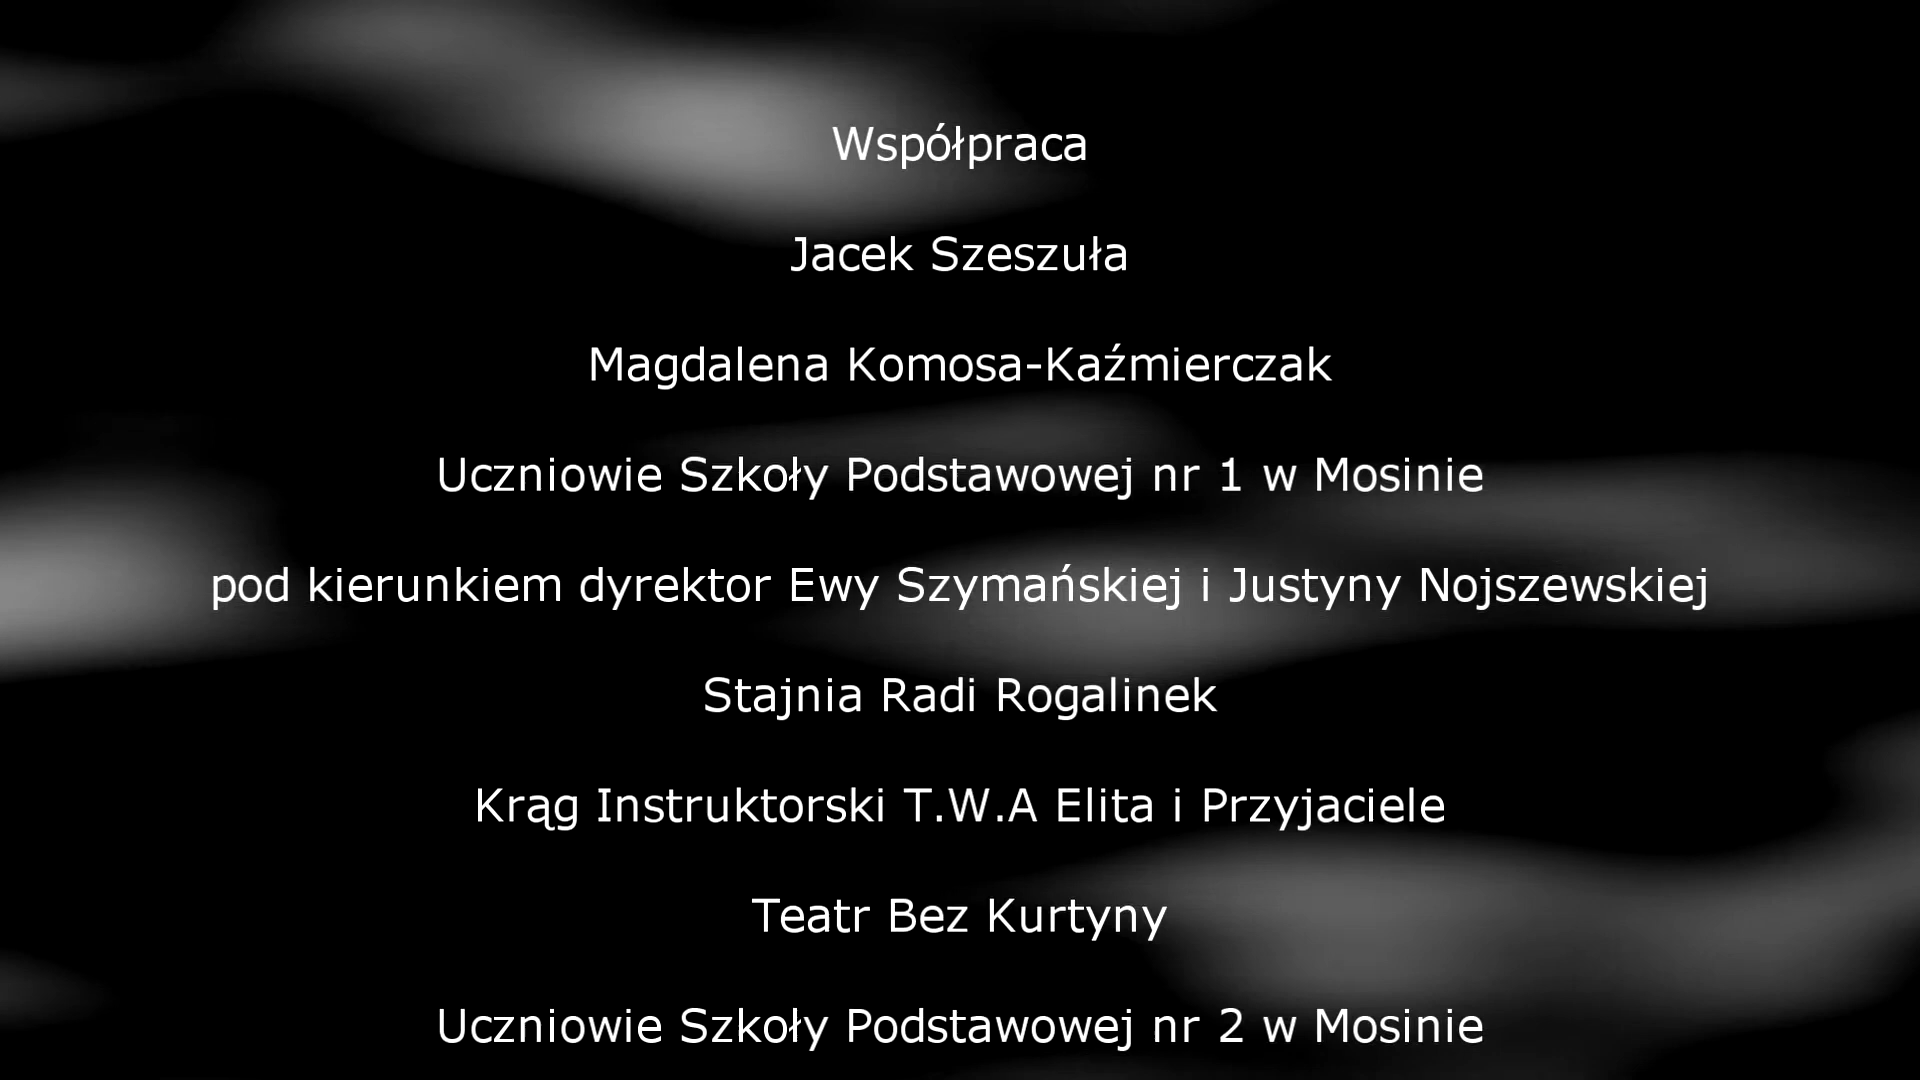 Współpraca
Jacek Szeszuła
Magdalena Komosa-Kaźmierczak
Uczniowie Szkoły Podstawowej nr 1 w Mosinie
pod kierunkiem dyrektor Ewy Szymańskiej i Justyny Nojszewskiej
Stajnia Radi Rogalinek
Krąg Instruktorski T.W.A Elita i Przyjaciele
Teatr Bez Kurtyny
Uczniowie Szkoły Podstawowej nr 2 w Mosinie